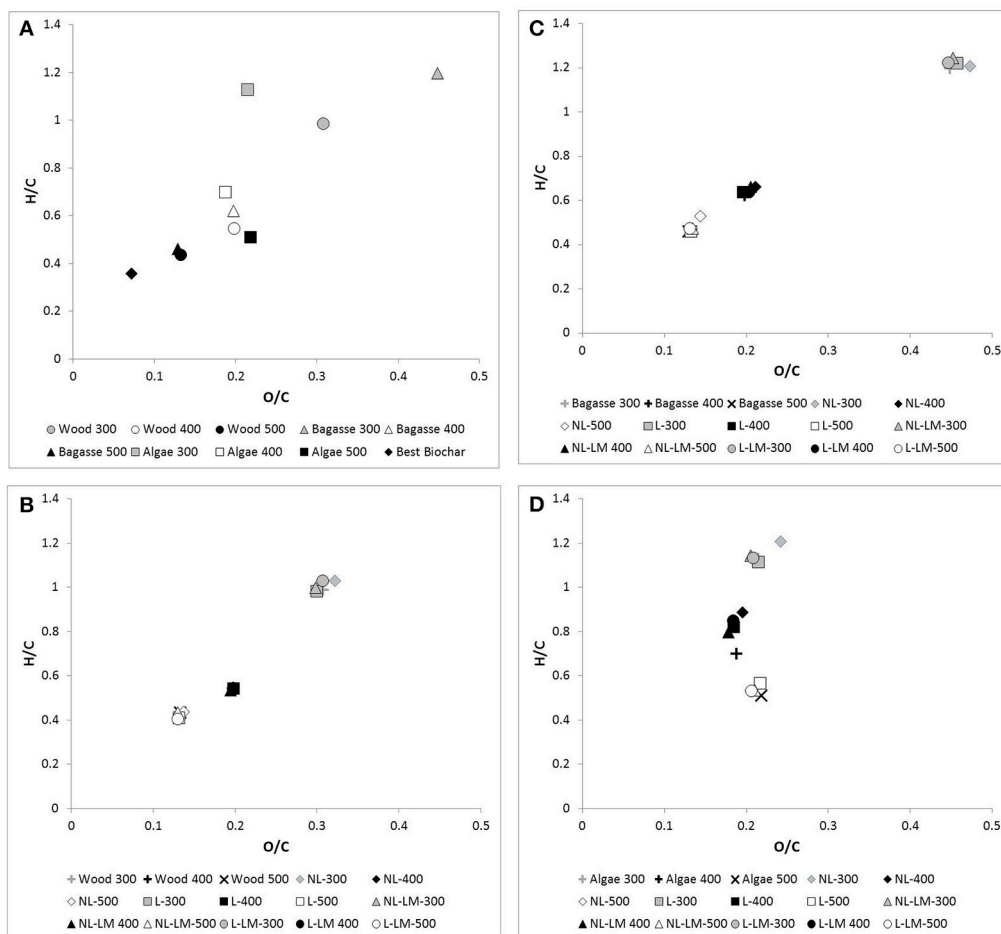 A
1.4
1.2
1
0.8
0.6
0.4
0.2
0
H/C
0 0.1 0.2 0.3 0.4 0.5
O/C
Wood 300 Wood 400 Wood 500 Bagasse 300 Bagasse 400
Bagasse 500 Algae 300 Algae 400 Algae 500 Best Biochar
C
1.4
1.2
1
0.8
0.6
0.4
0.2
0
H/C
0 0.1 0.2 0.3 0.4 0.5
O/C
Bagasse 300 Bagasse 400 Bagasse 500 NL-300 NL-400
NL-500 L-300 L-400 L-500 NL-LM-300
NL-LM 400 NL-LM-500 L-LM-300 L-LM 400 L-LM-500
B
1.4
1.2
1
0.8
0.6
0.4
0.2
0
H/C
0 0.1 0.2 0.3 0.4 0.5
O/C
Wood 300 Wood 400 Wood 500 NL-300 NL-400
NL-500 L-300 L-400 L-500 NL-LM-300
NL-LM 400 NL-LM-500 L-LM-300 L-LM 400 L-LM-500
D
1.4
1.2
1
0.8
0.6
0.4
0.2
0
H/C
0 0.1 0.2 0.3 0.4 0.5
O/C
Algae 300 Algae 400 Algae 500 NL-300 NL-400
NL-500 L-300 L-400 L-500 NL-LM-300
NL-LM 400 NL-LM-500 L-LM-300 L-LM 400 L-LM-500